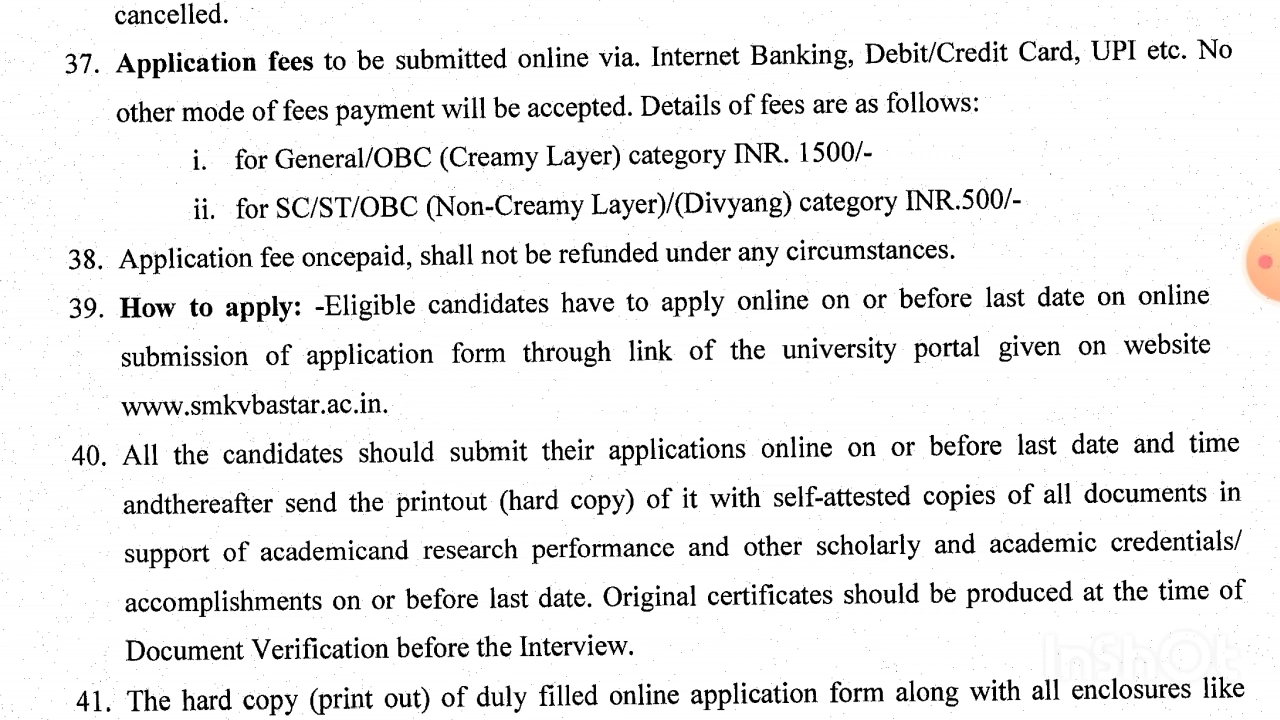 cancelled.
37. Application fees to be submitted online via. Internet Banking, Debit/Credit Card, UPI etc. No
other mode of fees payment will be accepted. Details of fees are as follows:
i. for General/OBC (Creamy Layer) category INR. 1500/-
ii. for SC/ST/OBC (Non-Creamy Layer)/(Divyang) category INR.500/-
38. Application fee oncepaid, shall not be refunded under any circumstances.
39. How to apply: -Eligible candidates have to apply online on or before last date on online
submission of application form through link of the university portal given on website
www.smkvbastar.ac.in.
40. All the candidates should submit their applications online on or before last date and time
andthereafter send the printout (hard copy) of it with self-attested copies of all documents in
support of academicand research performance and other scholarly and academic credentials/
accomplishments on or before last date. Original certificates should be produced at the time of
Document Verification before the Interview.
InShOt
41. The hard copy (print out) of duly filled online application form along with all enclosures like